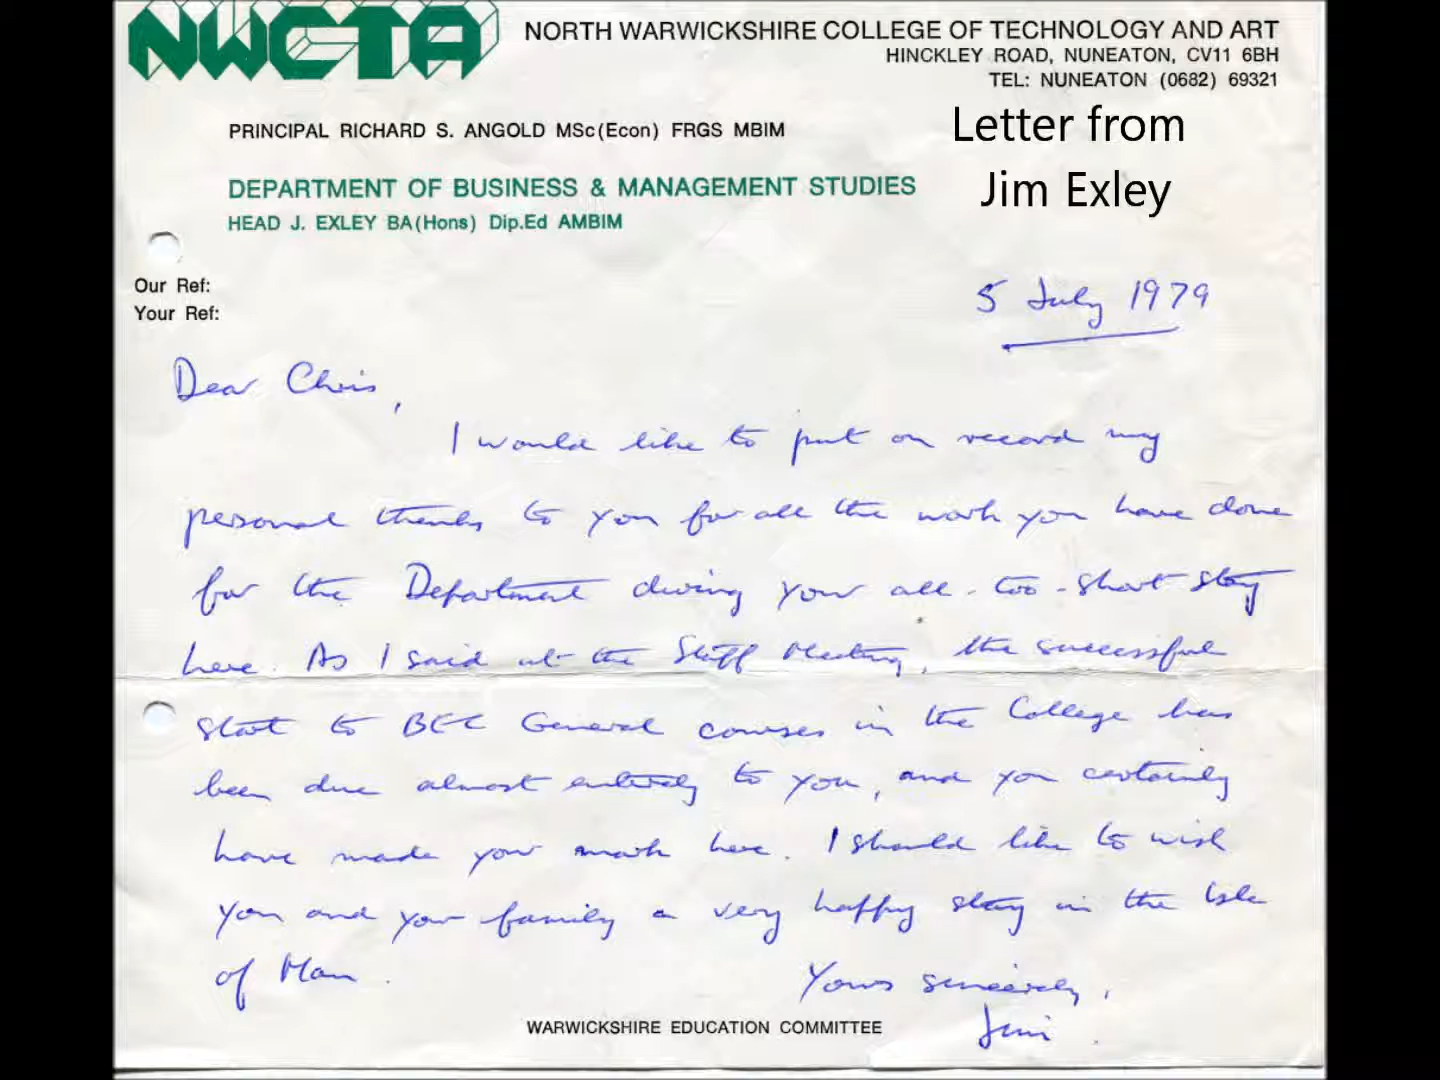 NWCTA
NORTH WARWICKSHIRE COLLEGE OF TECHNOLOGY AND ART
HINCKLEY ROAD, NUNEATON, CV11 6BH
TEL: NUNEATON (0682) 69321
Letter from
Jim Exley
PRINCIPAL RICHARD S. ANGOLD MSc(Econ) FRGS MBIM
DEPARTMENT OF BUSINESS & MANAGEMENT STUDIES
HEAD J. EXLEY BA(Hons) Dip.Ed AMBIM
Our Ref:
Your Ref:
5 July 1979
Dear Chris,
I would like to put on record my
personal thanks to you for all the work you have done
for the Department during your all-too-short stay
here. As I said at the Staff Meeting, the successful
start to BEC General courses in the College has
been due almost entirely to you, and you certainly
have made your mark here. I should like to wish
you and your family a very happy stay in the Isle
of Man.
Yours sincerely,
Jim
WARWICKSHIRE EDUCATION COMMITTEE